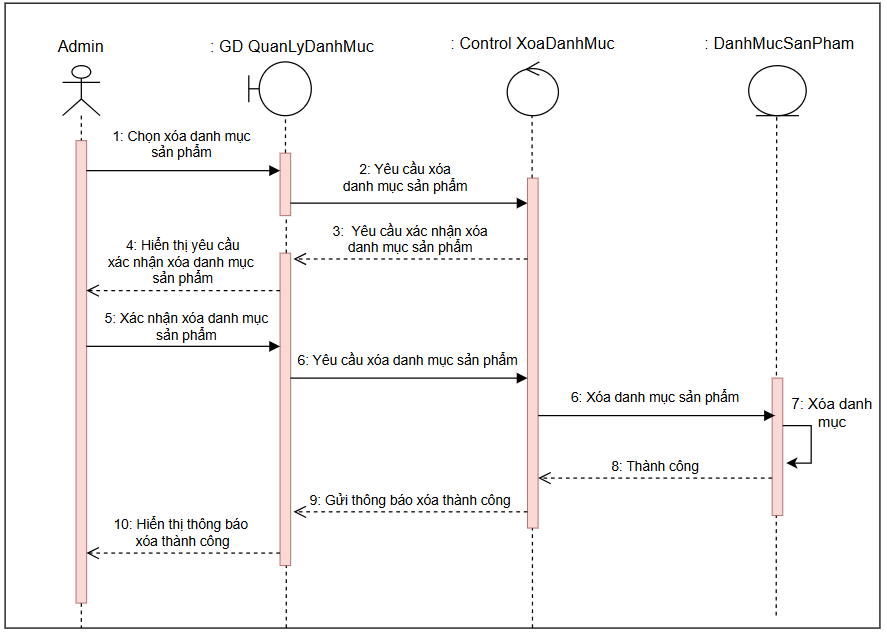 Admin
: GD QuanLyDanhMuc
: Control XoaDanhMuc
: DanhMucSanPham
1: Chọn xóa danh mục
sản phẩm
2: Yêu cầu xóa
danh mục sản phẩm
3:  Yêu cầu xác nhận xóa
danh mục sản phẩm
4: Hiển thị yêu cầu
xác nhận xóa danh mục
sản phẩm
5: Xác nhận xóa danh mục
sản phẩm
6: Yêu cầu xóa danh mục sản phẩm
6: Xóa danh mục sản phẩm
7: Xóa danh
mục
8: Thành công
9: Gửi thông báo xóa thành công
10: Hiển thị thông báo
xóa thành công